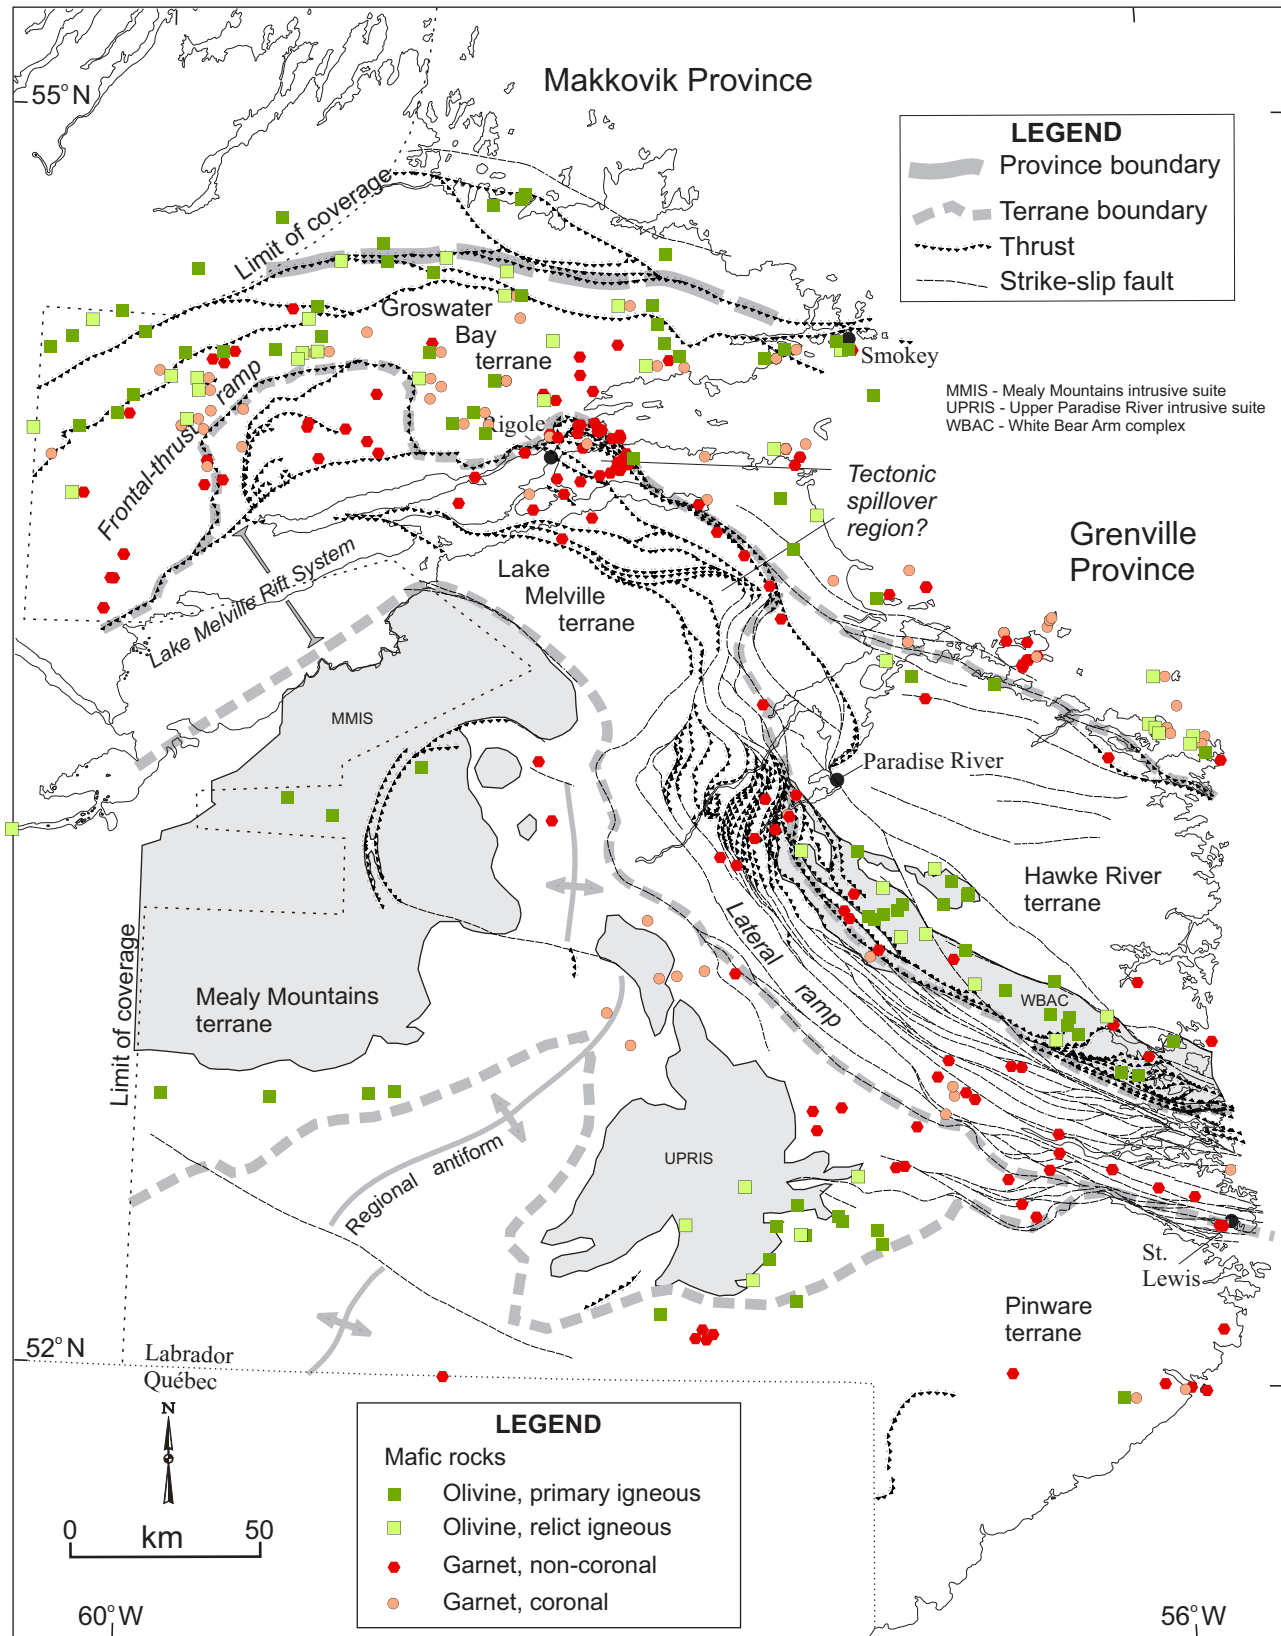 Makkovik Province
55°N
LEGEND
Province boundary
Terrane boundary
Thrust
Strike-slip fault
Limit of coverage
Groswater
Bay
terrane
Smokey
MMIS - Mealy Mountains intrusive suite
UPRIS - Upper Paradise River intrusive suite
WBAC - White Bear Arm complex
Frontal-thrust ramp
Tectonic
spillover
region?
Grenville
Province
Lake
Melville
terrane
Lake Melville Rift System
MMIS
Paradise River
Hawke River
terrane
Lateral
ramp
Limit of coverage
Mealy Mountains
terrane
WBAC
Regional antiform
UPRIS
St.
Lewis
Pinware
terrane
52°N
Labrador
Québec
N
0 km 50
LEGEND
Mafic rocks
Olivine, primary igneous
Olivine, relict igneous
Garnet, non-coronal
Garnet, coronal
60°W
56°W